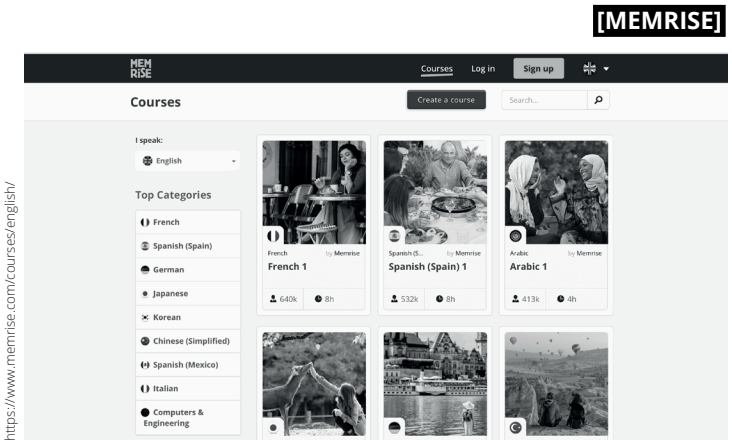 [MEMRISE]
https://www.memrise.com/courses/english/
MEM
RiSE
Courses
Log in
Sign up
Courses
Create a course
Search...
I speak:
English
Top Categories
French
Spanish (Spain)
German
Japanese
Korean
Chinese (Simplified)
Spanish (Mexico)
Italian
Computers &
Engineering
French by Memrise
French 1
640k 8h
Spanish (S... by Memrise
Spanish (Spain) 1
532k 8h
Arabic by Memrise
Arabic 1
413k 4h